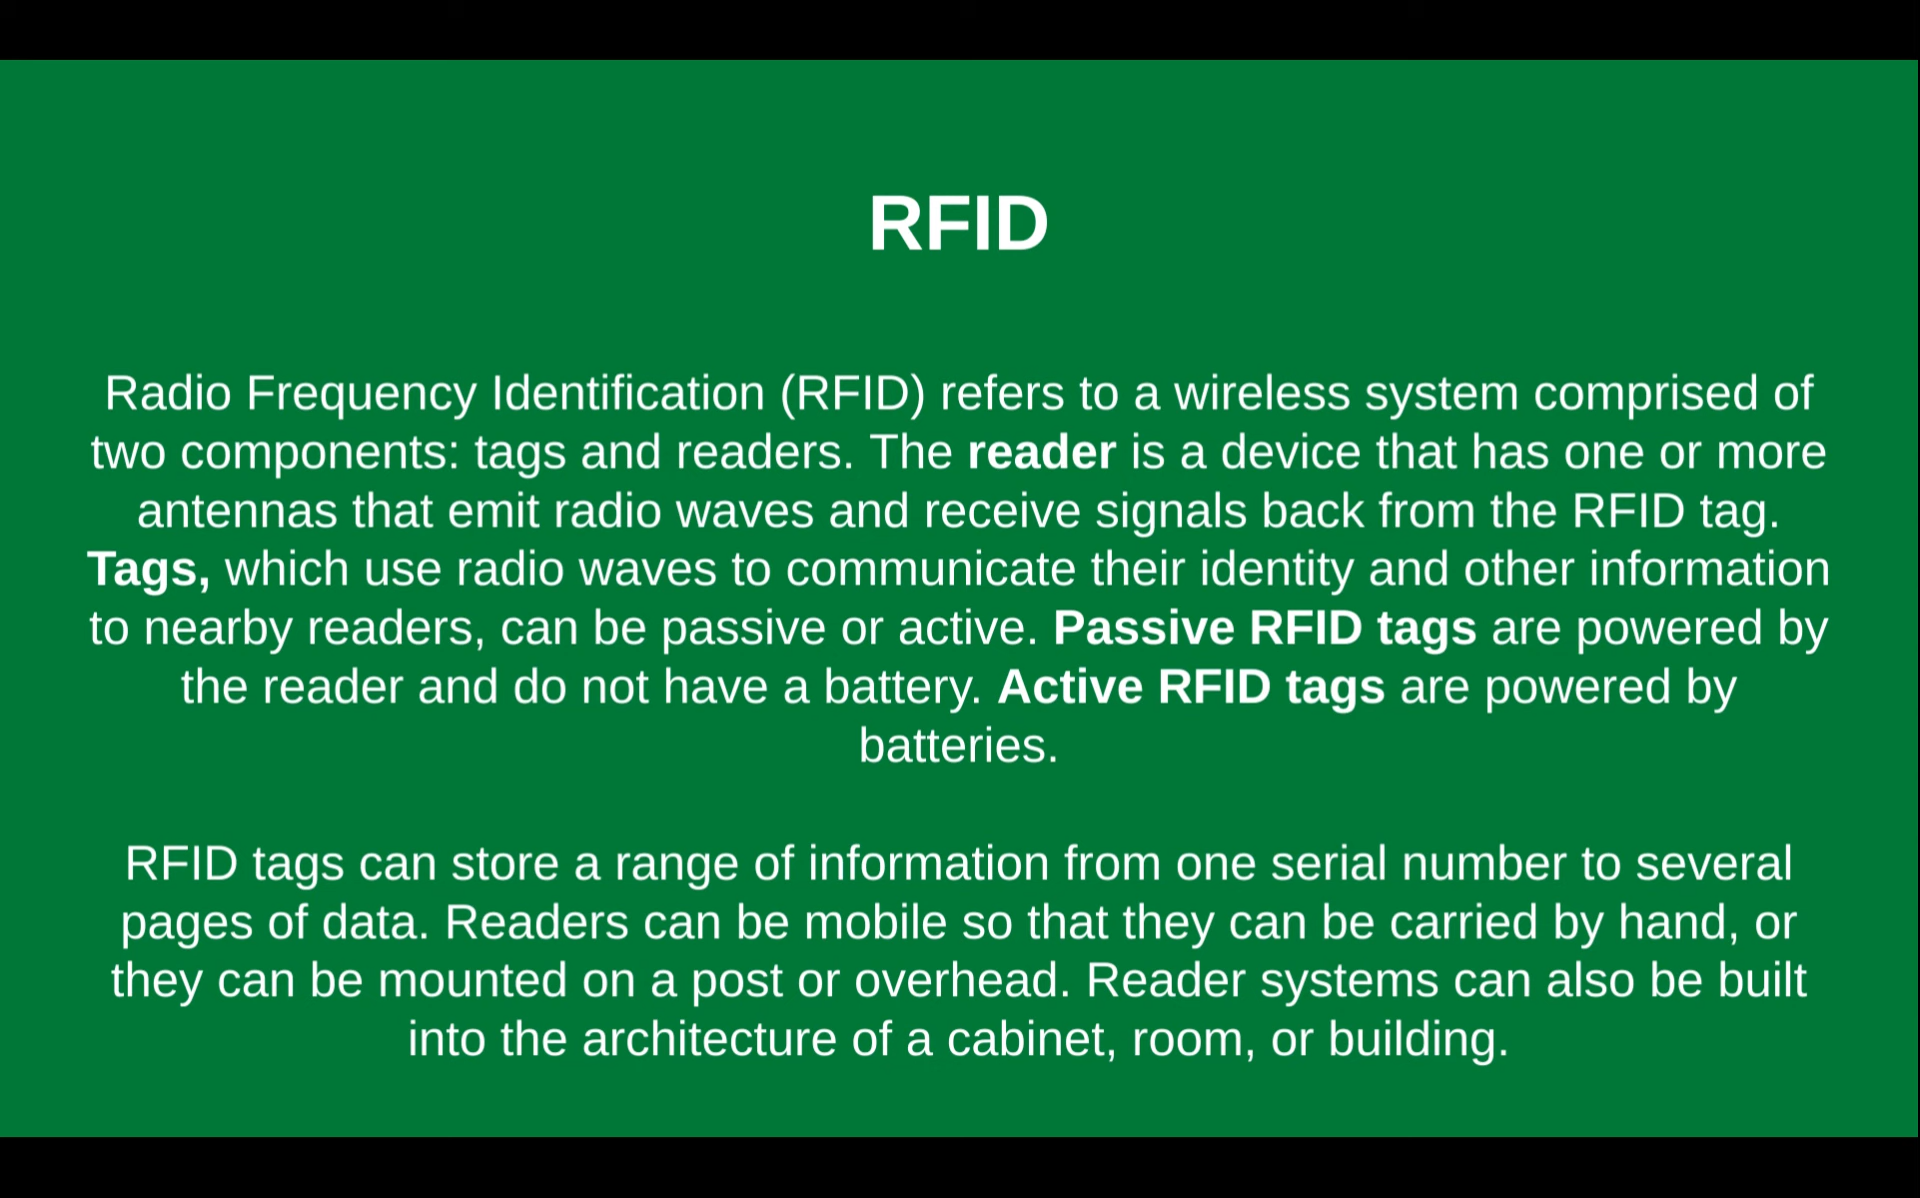 RFID
Radio Frequency Identification (RFID) refers to a wireless system comprised of
two components: tags and readers. The reader is a device that has one or more
antennas that emit radio waves and receive signals back from the RFID tag.
Tags, which use radio waves to communicate their identity and other information
to nearby readers, can be passive or active. Passive RFID tags are powered by
the reader and do not have a battery. Active RFID tags are powered by
batteries.
RFID tags can store a range of information from one serial number to several
pages of data. Readers can be mobile so that they can be carried by hand, or
they can be mounted on a post or overhead. Reader systems can also be built
into the architecture of a cabinet, room, or building.